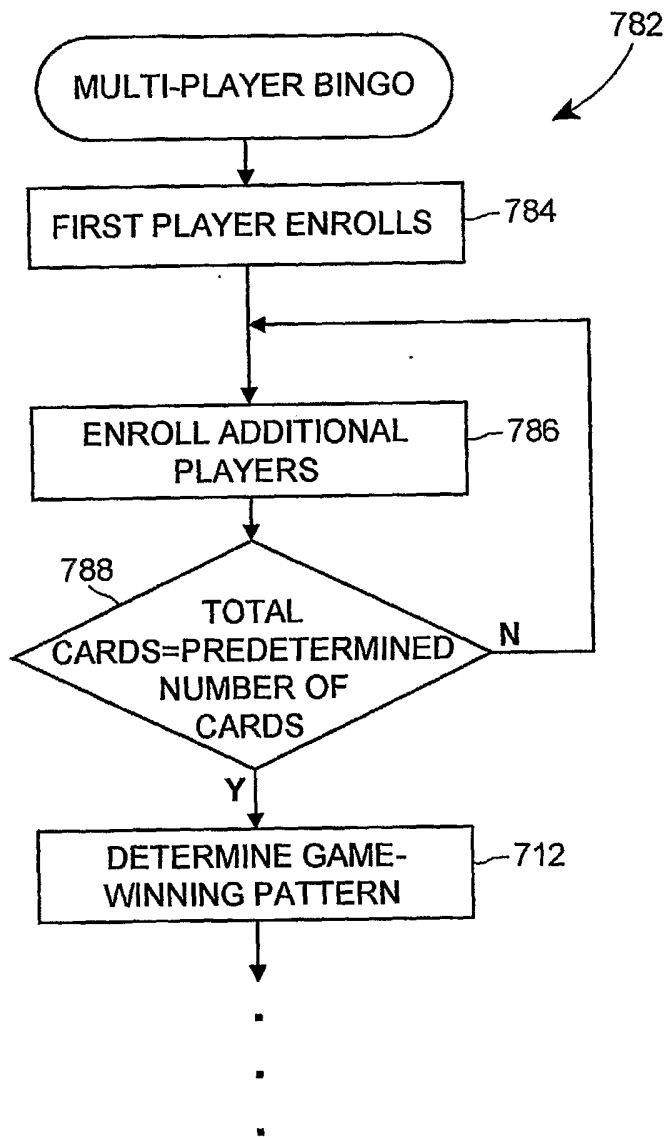 782
MULTI-PLAYER BINGO
FIRST PLAYER ENROLLS
784
ENROLL ADDITIONAL
PLAYERS
786
788
TOTAL
CARDS=PREDETERMINED
NUMBER OF
CARDS
N
Y
DETERMINE GAME-
WINNING PATTERN
712